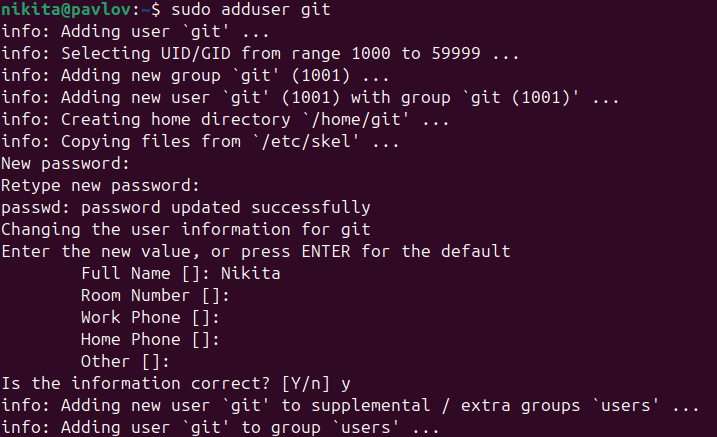 nikita@pavlov:~$ sudo adduser git
info: Adding user `git' ...
info: Selecting UID/GID from range 1000 to 59999 ...
info: Adding new group `git' (1001) ...
info: Adding new user `git' (1001) with group `git (1001)' ...
info: Creating home directory `/home/git' ...
info: Copying files from `/etc/skel' ...
New password:
Retype new password:
passwd: password updated successfully
Changing the user information for git
Enter the new value, or press ENTER for the default
        Full Name []: Nikita
        Room Number []:
        Work Phone []:
        Home Phone []:
        Other []:
Is the information correct? [Y/n] y
info: Adding new user `git' to supplemental / extra groups `users' ...
info: Adding user `git' to group `users' ...